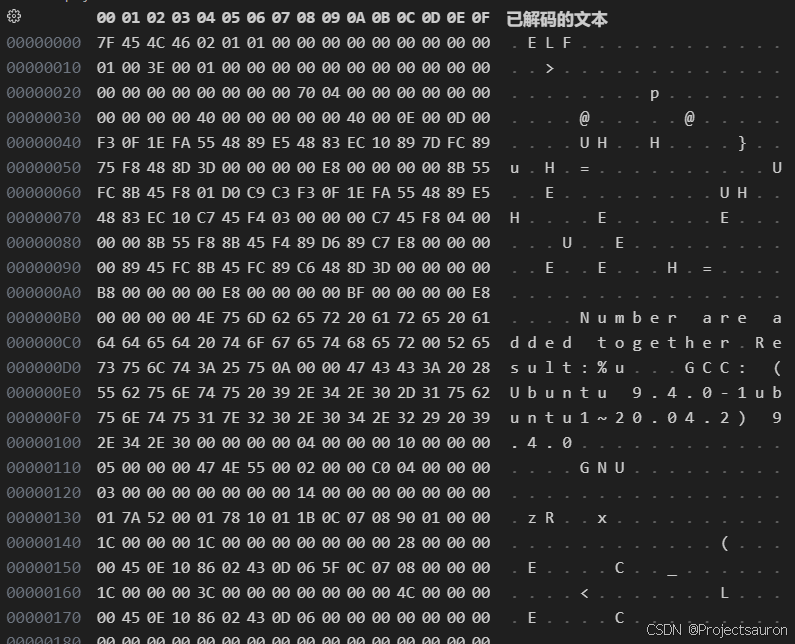 00 01 02 03 04 05 06 07 08 09 0A 0B 0C 0D 0E 0F 已解码的文本
00000000 7F 45 4C 46 02 01 01 00 00 00 00 00 00 00 00 00 . E L F . . . . . . . . . . . .
00000010 01 00 3E 00 01 00 00 00 00 00 00 00 00 00 00 00 . . > . . . . . . . . . . . . .
00000020 00 00 00 00 00 00 00 00 70 04 00 00 00 00 00 00 . . . . . . . . p . . . . . . .
00000030 00 00 00 00 40 00 00 00 00 00 40 00 0E 00 0D 00 . . . . @ . . . . . @ . . . . .
00000040 F3 0F 1E FA 55 48 89 E5 48 83 EC 10 89 7D FC 89 . . . . U H . . H . . . . } . .
00000050 75 F8 48 8D 3D 00 00 00 00 E8 00 00 00 00 8B 55 u . H . = . . . . . . . . . . U
00000060 FC 8B 45 F8 01 D0 C9 C3 F3 0F 1E FA 55 48 89 E5 . . E . . . . . . . . . U H . .
00000070 48 83 EC 10 C7 45 F4 03 00 00 00 C7 45 F8 04 00 H . . . . E . . . . . . E . . .
00000080 00 00 8B 55 F8 8B 45 F4 89 D6 89 C7 E8 00 00 00 . . . U . . E . . . . . . . . .
00000090 00 89 45 FC 8B 45 FC 89 C6 48 8D 3D 00 00 00 00 . . E . . E . . . H . = . . . .
000000A0 B8 00 00 00 00 E8 00 00 00 00 BF 00 00 00 00 E8 . . . . . . . . . . . . . . . .
000000B0 00 00 00 00 4E 75 6D 62 65 72 20 61 72 65 20 61 . . . . N u m b e r   a r e   a
000000C0 64 64 65 64 20 74 6F 67 65 74 68 65 72 00 52 65 d d e d   t o g e t h e r . R e
000000D0 73 75 6C 74 3A 25 75 0A 00 00 47 43 43 3A 20 28 s u l t : % u . . . G C C :   (
000000E0 55 62 75 6E 74 75 20 39 2E 34 2E 30 2D 31 75 62 U b u n t u   9 . 4 . 0 - 1 u b
000000F0 75 6E 74 75 31 7E 32 30 2E 30 34 2E 32 29 20 39 u n t u 1 ~ 2 0 . 0 4 . 2 )   9
00000100 2E 34 2E 30 00 00 00 00 04 00 00 00 10 00 00 00 . 4 . 0 . . . . . . . . . . . .
00000110 05 00 00 00 47 4E 55 00 02 00 00 C0 04 00 00 00 . . . . G N U . . . . . . . . .
00000120 03 00 00 00 00 00 00 00 14 00 00 00 00 00 00 00 . . . . . . . . . . . . . . . .
00000130 01 7A 52 00 01 78 10 01 1B 0C 07 08 90 01 00 00 . z R . . x . . . . . . . . . .
00000140 1C 00 00 00 1C 00 00 00 00 00 00 00 28 00 00 00 . . . . . . . . . . . . ( . . .
00000150 00 45 0E 10 86 02 43 0D 06 5F 0C 07 08 00 00 00 . E . . . . C . . _ . . . . . .
00000160 1C 00 00 00 3C 00 00 00 00 00 00 00 4C 00 00 00 . . . . < . . . . . . . L . . .
00000170 00 45 0E 10 86 02 43 0D 06 00 00 00 00 00 00 00 . E . . . . C . . . . . . . . .
CSDN @Projectsauron